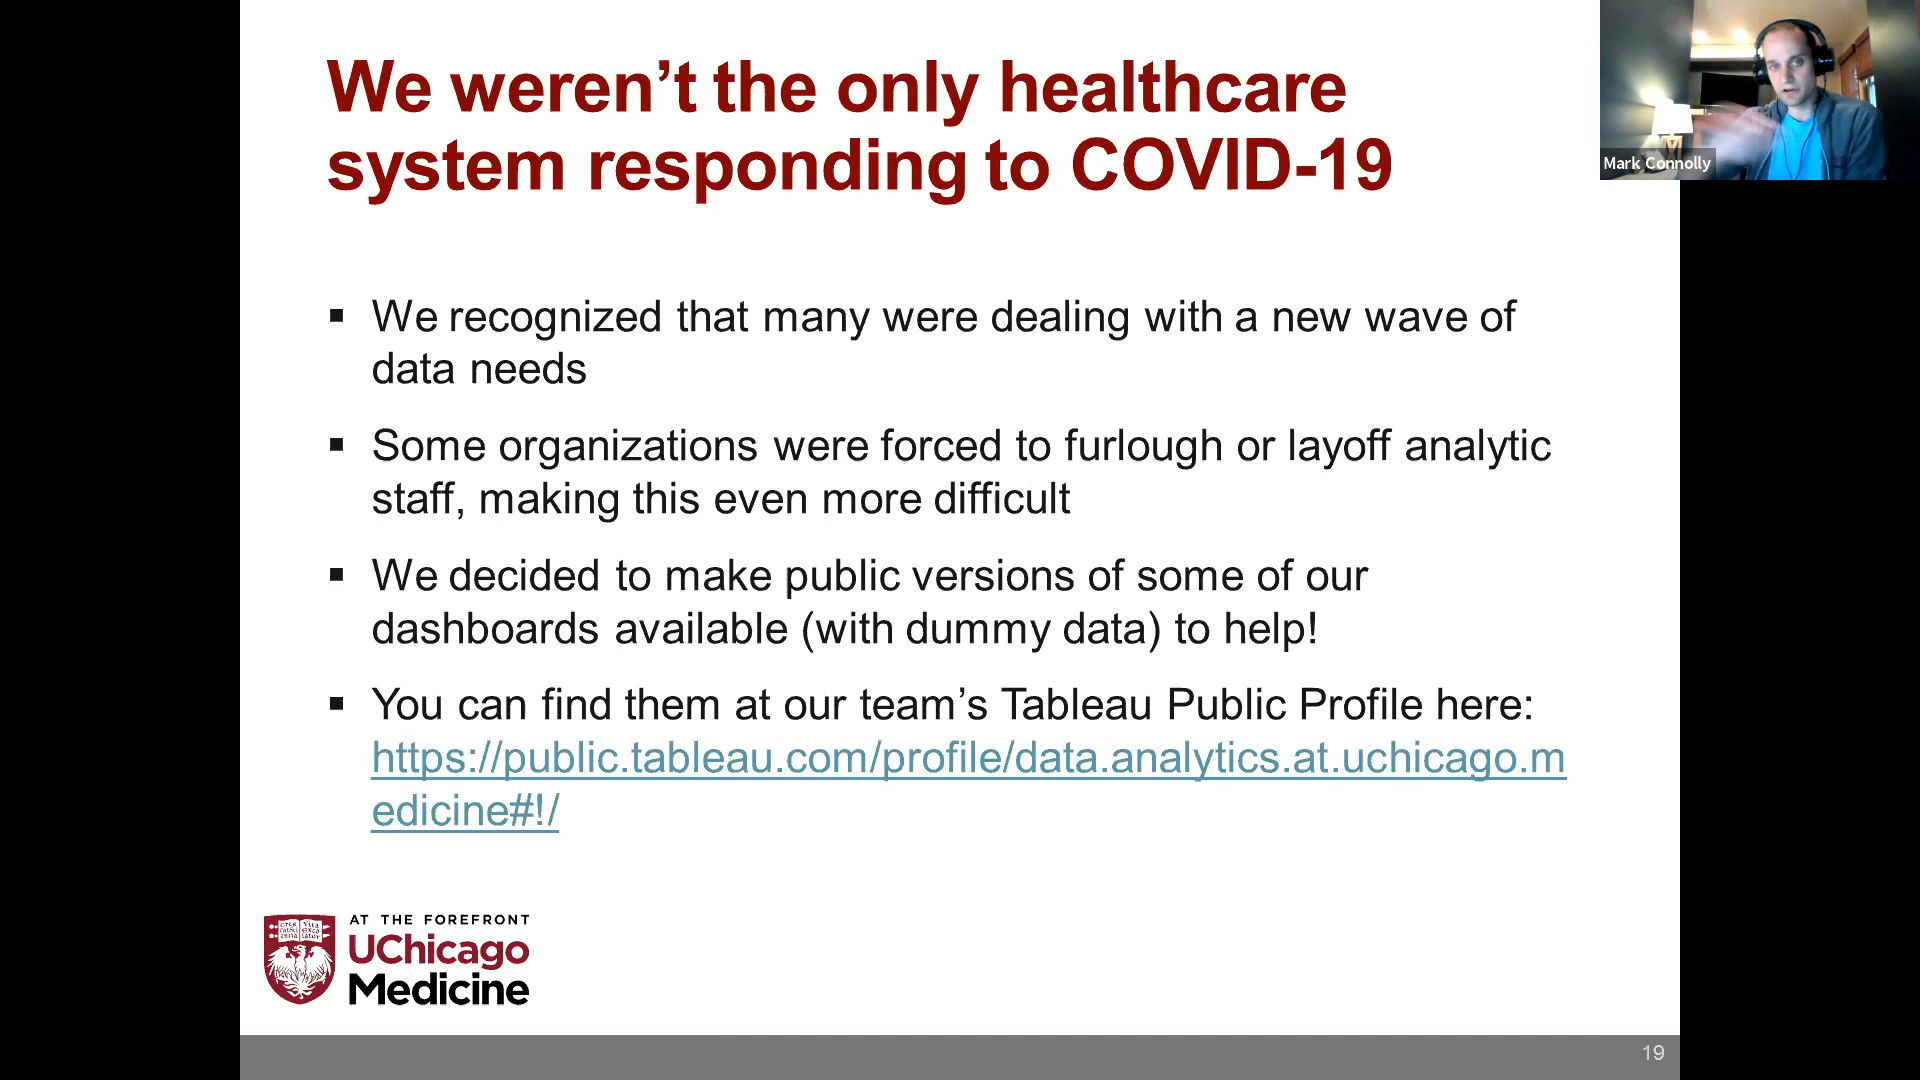 We weren’t the only healthcare
system responding to COVID-19
Mark Connolly
▪ We recognized that many were dealing with a new wave of
data needs
▪ Some organizations were forced to furlough or layoff analytic
staff, making this even more difficult
▪ We decided to make public versions of some of our
dashboards available (with dummy data) to help!
▪ You can find them at our team’s Tableau Public Profile here:
https://public.tableau.com/profile/data.analytics.at.uchicago.m
edicine#!/
AT THE FOREFRONT
UChicago
Medicine
19